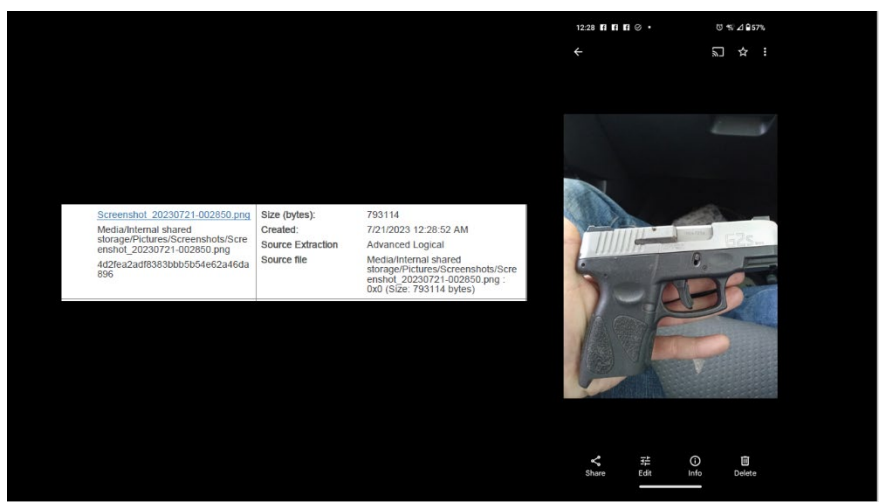 Screenshot_20230721-002850.png
Media/Internal shared
storage/Pictures/Screenshots/Scre
enshot_20230721-002850.png
4d2fea2adf8383bbb5b54e62a46da
896
Size (bytes): 793114
Created: 7/21/2023 12:28:52 AM
Source Extraction Advanced Logical
Source file Media/Internal shared
storage/Pictures/Screenshots/Scre
enshot_20230721-002850.png :
0x0 (Size: 793114 bytes)
12:28 57%
G2S
Share Edit Info Delete